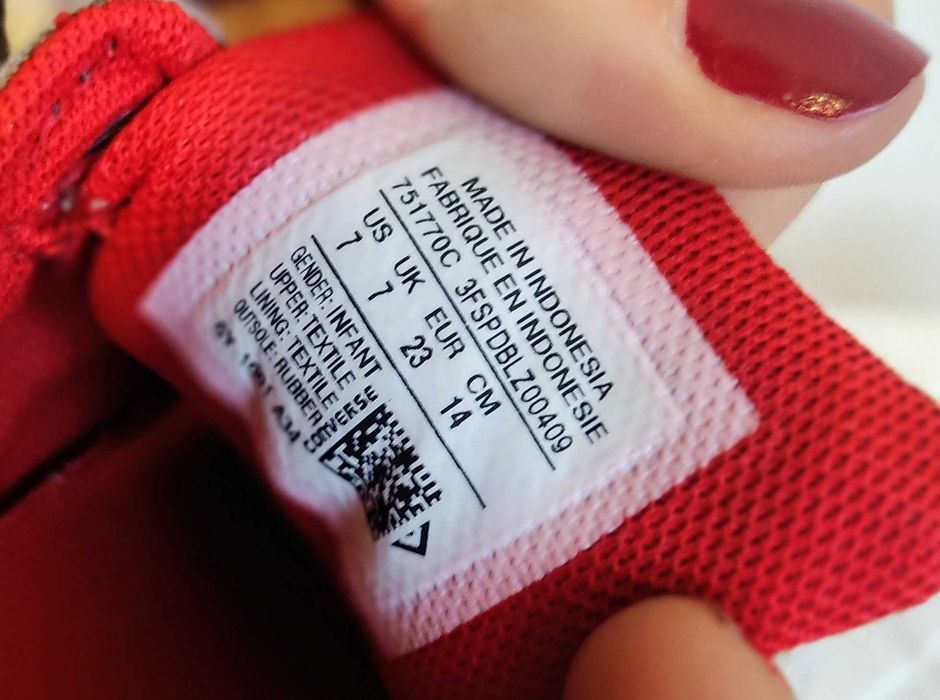 MADE IN INDONESIA
FABRIQUE EN INDONESIE
751770C 3FSPDBLZ00409
US UK EUR CM
7 7 23 14
GENDER: INFANT
UPPER: TEXTILE
LINING: TEXTILE
OUTSOLE: RUBBER